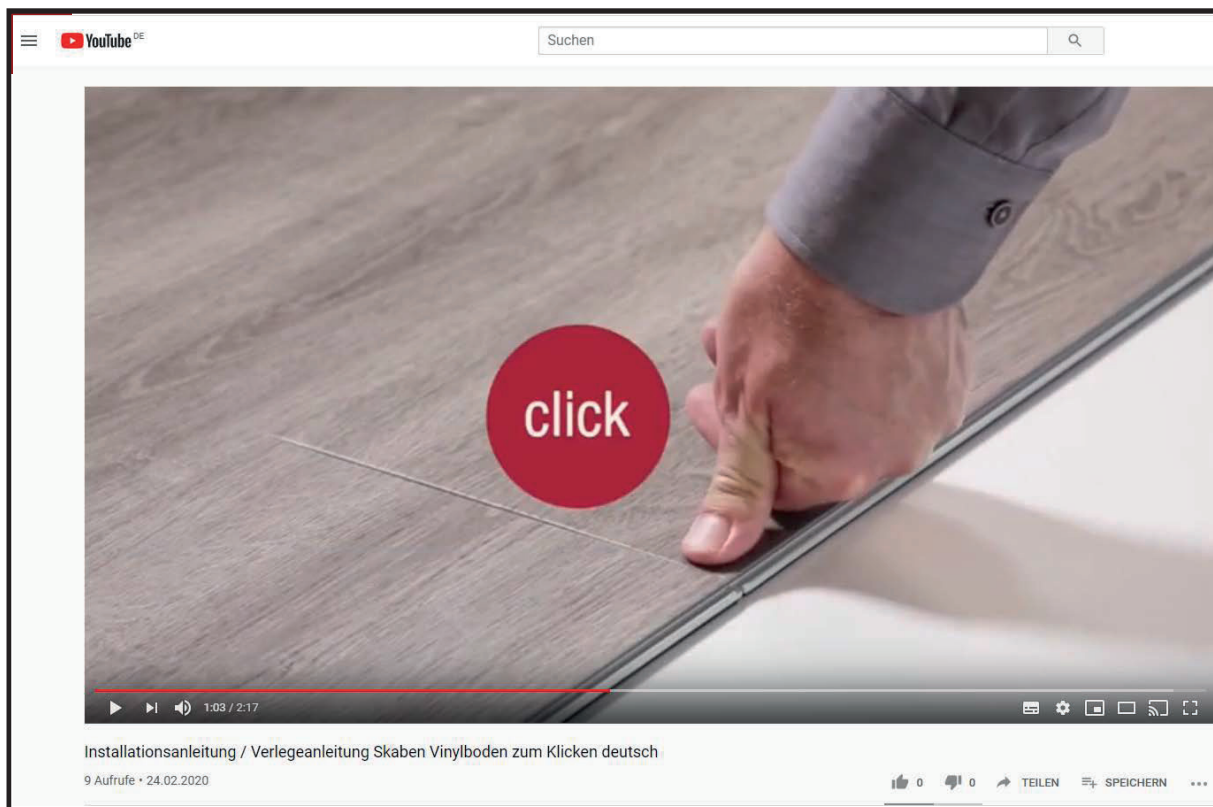 YouTube DE
Suchen
click
1:03 / 2:17
Installationsanleitung / Verlegeanleitung Skaben Vinylboden zum Klicken deutsch
9 Aufrufe • 24.02.2020
0 0 TEILEN SPEICHERN